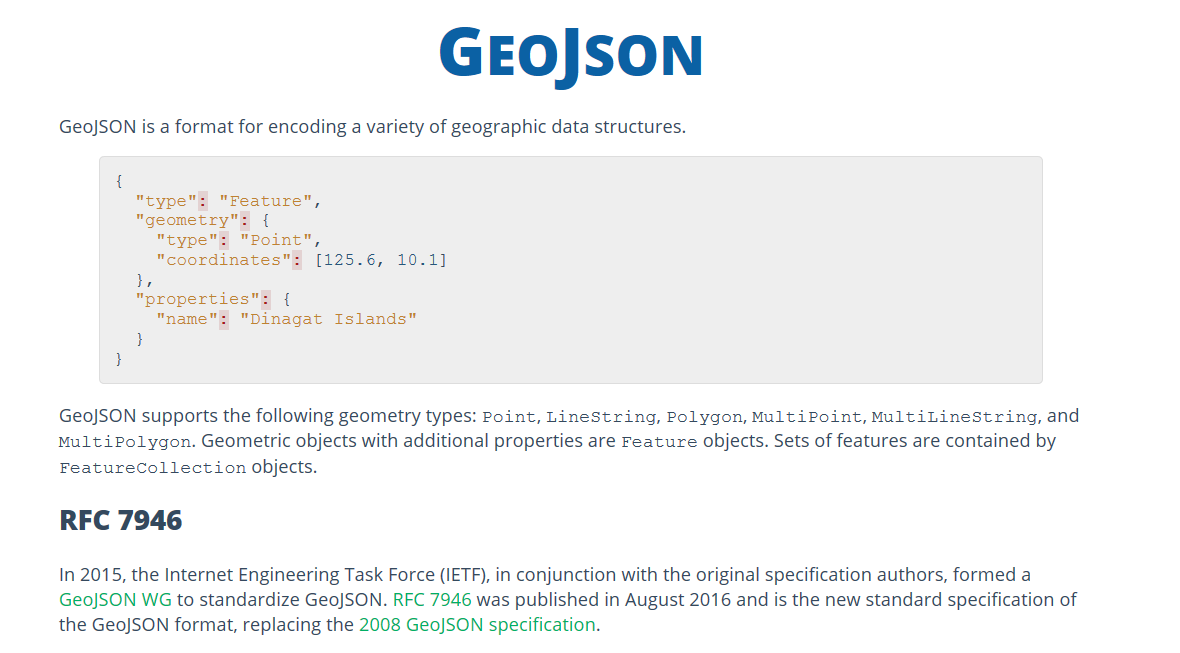 GEOJSON
GeoJSON is a format for encoding a variety of geographic data structures.
{
  "type": "Feature",
  "geometry": {
    "type": "Point",
    "coordinates": [125.6, 10.1]
  },
  "properties": {
    "name": "Dinagat Islands"
  }
}
GeoJSON supports the following geometry types: Point, LineString, Polygon, MultiPoint, MultiLineString, and
MultiPolygon. Geometric objects with additional properties are Feature objects. Sets of features are contained by
FeatureCollection objects.
RFC 7946
In 2015, the Internet Engineering Task Force (IETF), in conjunction with the original specification authors, formed a
GeoJSON WG to standardize GeoJSON. RFC 7946 was published in August 2016 and is the new standard specification of
the GeoJSON format, replacing the 2008 GeoJSON specification.